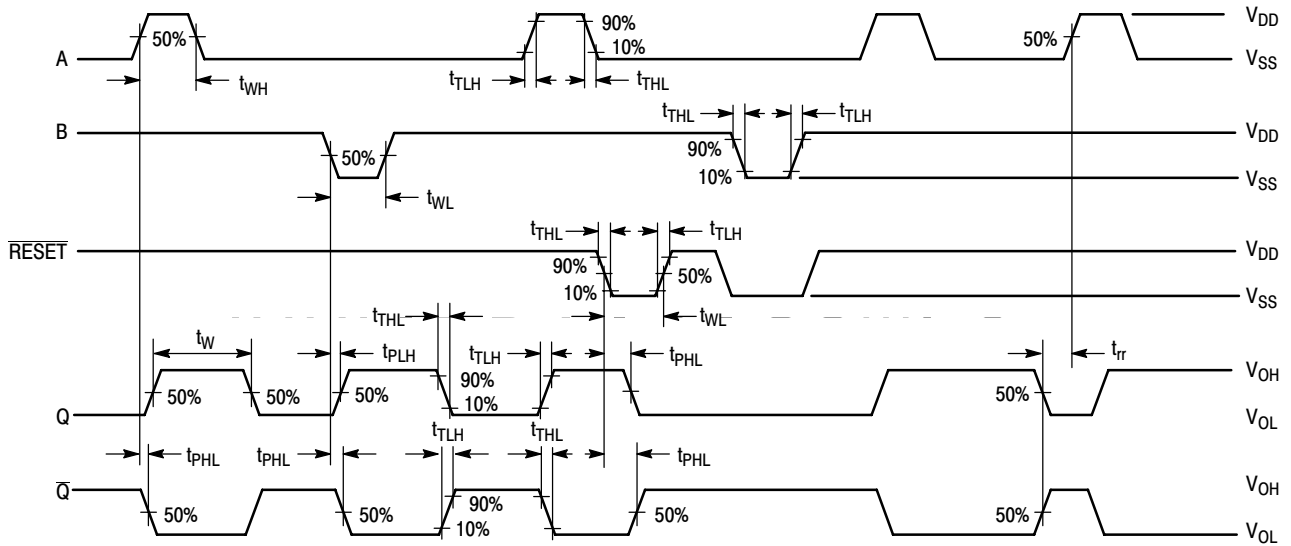 A
50%
90%
10%
50%
V_DD
V_SS
t_WH
t_TLH
t_THL
B
50%
t_WL
t_THL
t_TLH
90%
10%
V_DD
V_SS
R̅E̅S̅E̅T̅
t_THL
t_TLH
90%
10%
50%
t_WL
V_DD
V_SS
Q
t_W
t_PLH
t_THL
t_TLH
t_PHL
t_rr
50%
50%
50%
90%
10%
50%
V_OH
V_OL
Q̅
t_PHL
t_PHL
t_TLH
t_THL
t_PHL
50%
50%
90%
10%
50%
50%
V_OH
V_OL